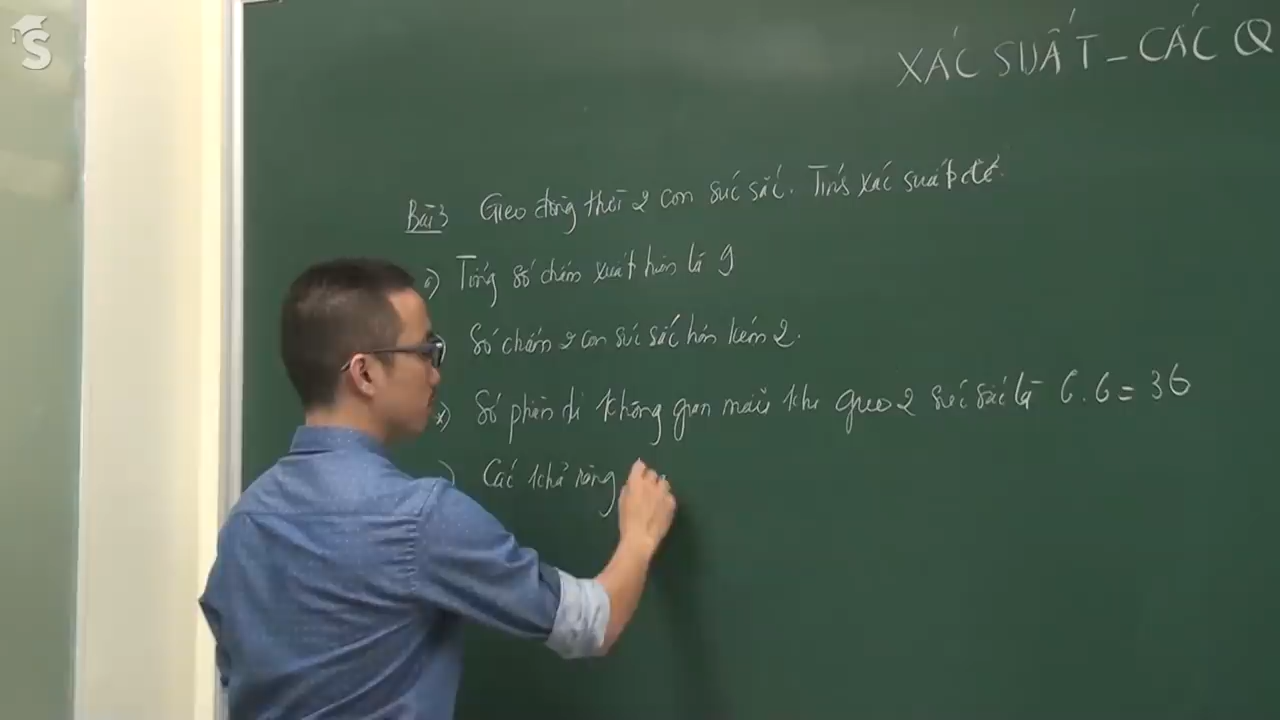 XÁC SUẤT - CÁC Q
Bài 3 Gieo đồng thời 2 con súc sắc. Tính xác suất để
a) Tổng số chấm xuất hiện là 9
) Số chấm 2 con súc sắc hơn kém 2.
*) Số phần tử không gian mẫu khi gieo 2 súc sắc là 6.6 = 36
) Các khả năng
S